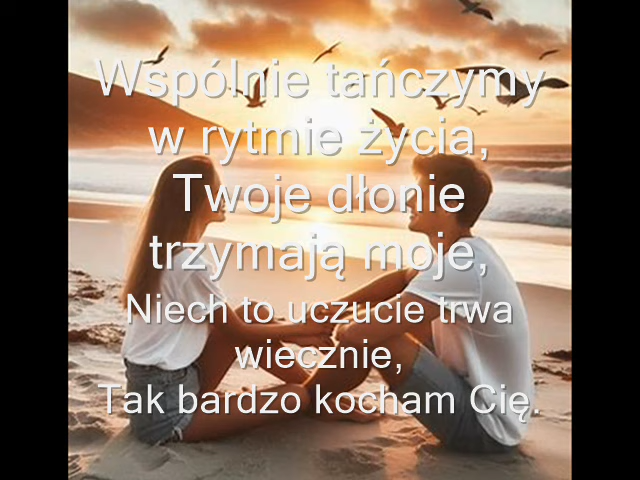 Wspólnie tańczymy
w rytmie życia,
Twoje dłonie
trzymają moje,
Niech to uczucie trwa
wiecznie,
Tak bardzo kocham Cię.